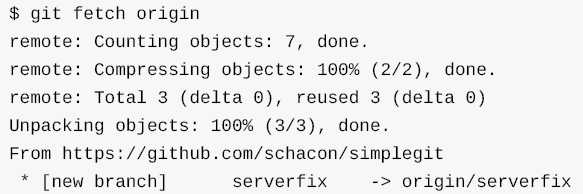 $ git fetch origin
remote: Counting objects: 7, done.
remote: Compressing objects: 100% (2/2), done.
remote: Total 3 (delta 0), reused 3 (delta 0)
Unpacking objects: 100% (3/3), done.
From https://github.com/schacon/simplegit
 * [new branch]      serverfix    -> origin/serverfix